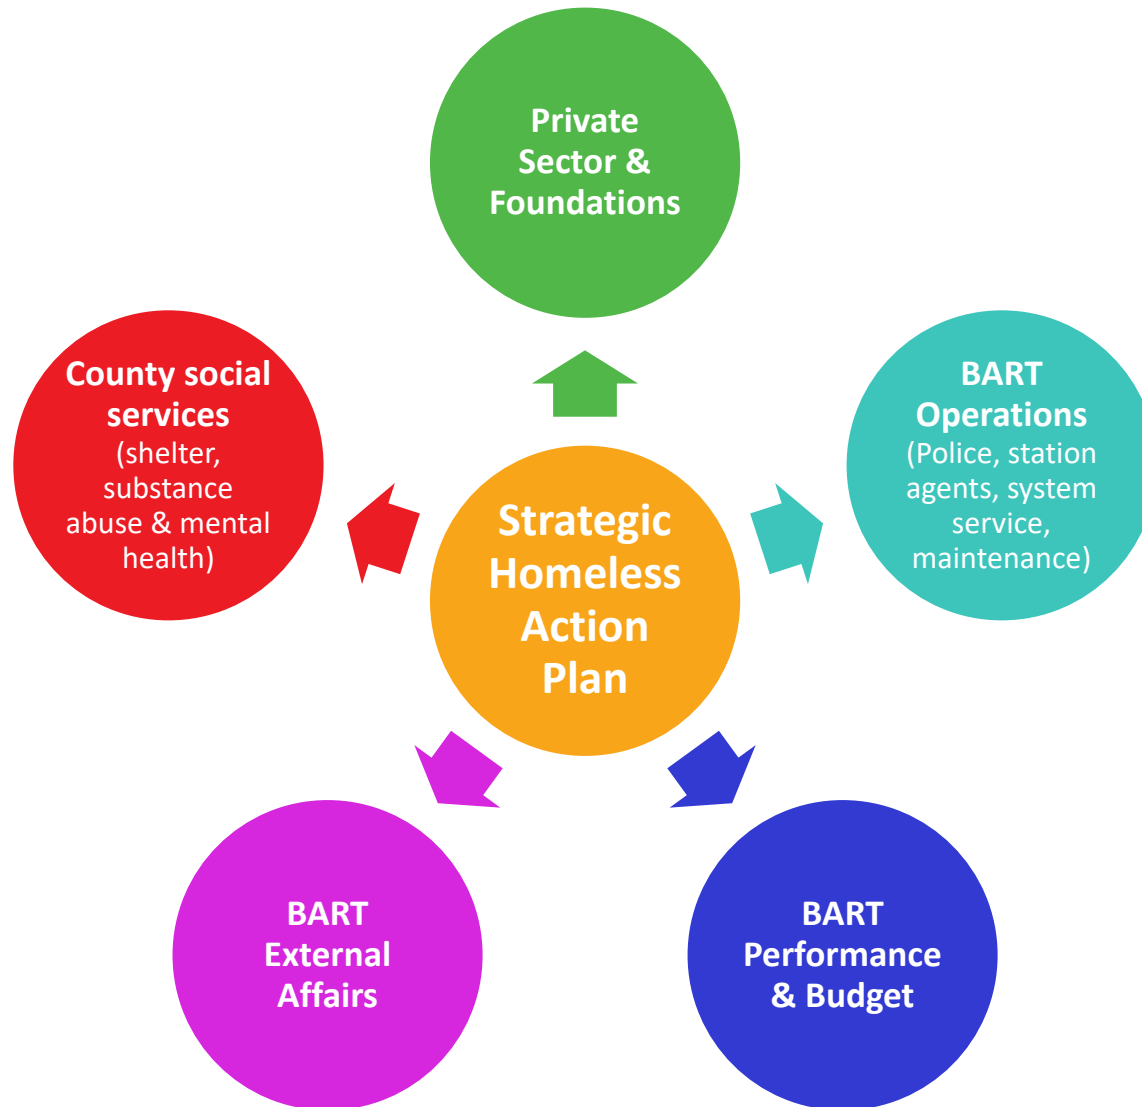 Private
Sector &
Foundations
County social
services
(shelter,
substance
abuse & mental
health)
BART
Operations
(Police, station
agents, system
service,
maintenance)
Strategic
Homeless
Action
Plan
BART
External
Affairs
BART
Performance
& Budget